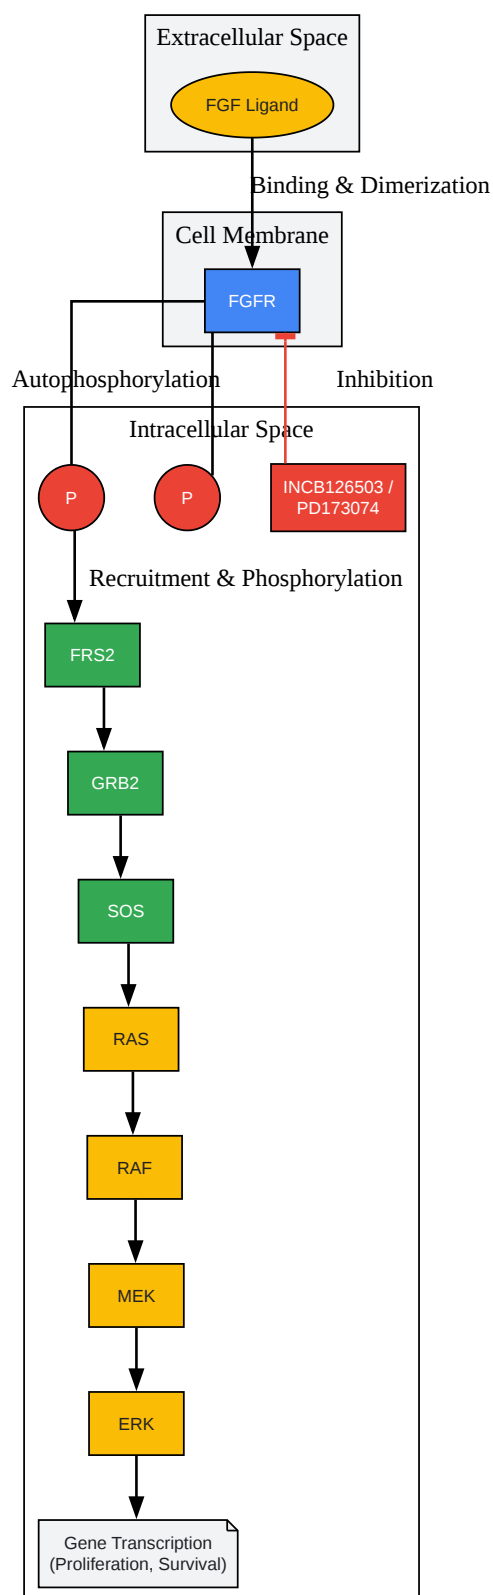 Extracellular Space
FGF Ligand
Binding & Dimerization
Cell Membrane
FGFR
Autophosphorylation
Inhibition
Intracellular Space
P
P
INCB126503 /
PD173074
Recruitment & Phosphorylation
FRS2
GRB2
SOS
RAS
RAF
MEK
ERK
Gene Transcription
(Proliferation, Survival)